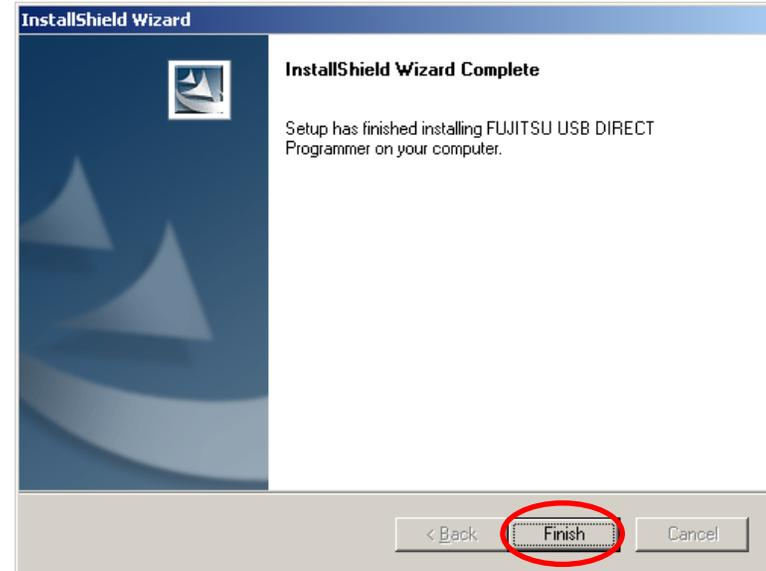 InstallShield Wizard
InstallShield Wizard Complete
Setup has finished installing FUJITSU USB DIRECT
Programmer on your computer.
< Back
Finish
Cancel